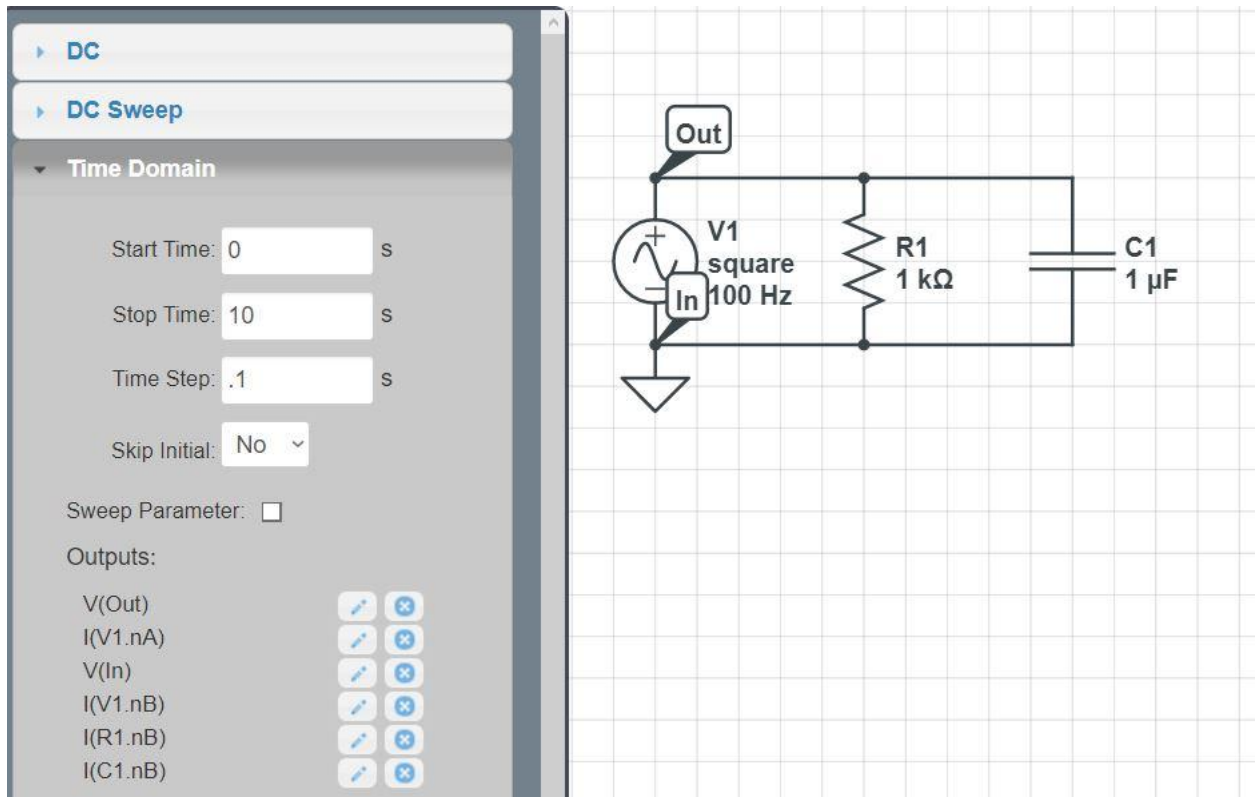 DC
DC Sweep
Time Domain
Start Time: 0 s
Stop Time: 10 s
Time Step: .1 s
Skip Initial: No
Sweep Parameter:
Outputs:
V(Out)
I(V1.nA)
V(In)
I(V1.nB)
I(R1.nB)
I(C1.nB)
Out
+
V1
square
100 Hz
In
R1
1 kΩ
C1
1 µF